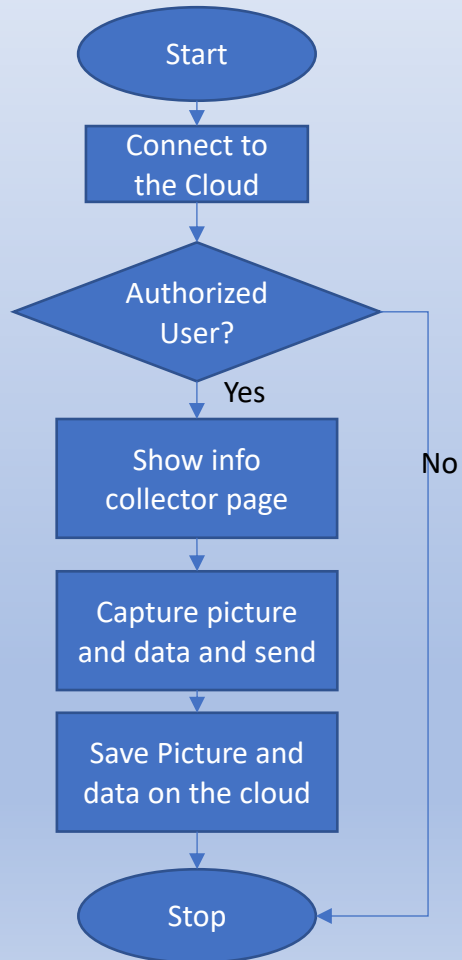 Start
Connect to
the Cloud
Authorized
User?
Yes
Show info
collector page
No
Capture picture
and data and send
Save Picture and
data on the cloud
Stop